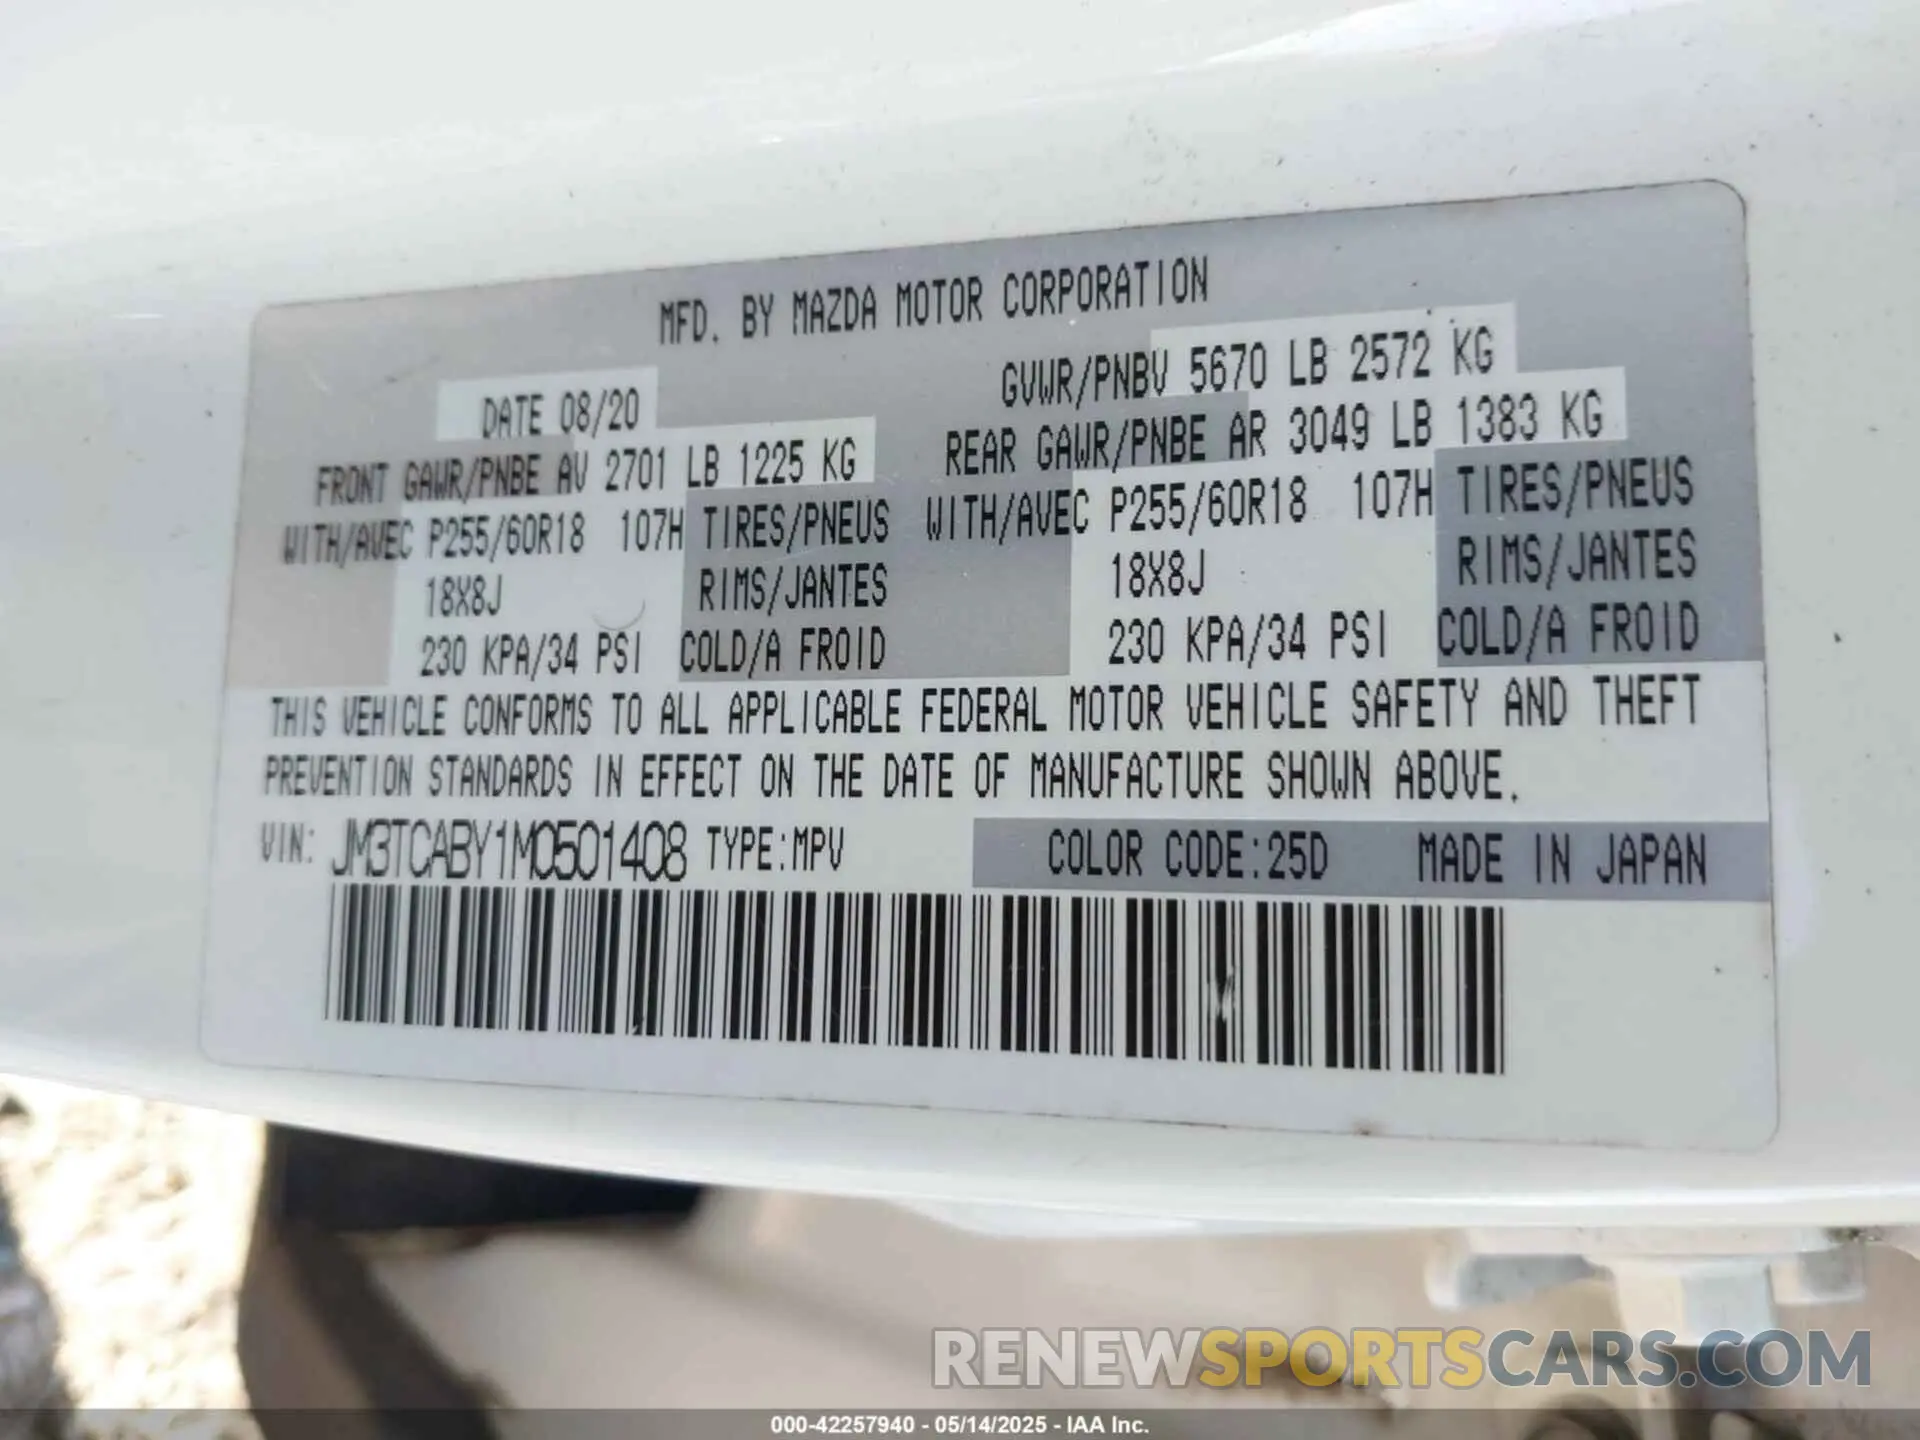 MFD. BY MAZDA MOTOR CORPORATION
DATE 08/20
GVWR/PNBV 5670 LB 2572 KG
FRONT GAWR/PNBE AV 2701 LB 1225 KG
REAR GAWR/PNBE AR 3049 LB 1383 KG
WITH/AVEC P255/60R18 107H TIRES/PNEUS
WITH/AVEC P255/60R18 107H TIRES/PNEUS
18X8J RIMS/JANTES
18X8J RIMS/JANTES
230 KPA/34 PSI COLD/A FROID
230 KPA/34 PSI COLD/A FROID
THIS VEHICLE CONFORMS TO ALL APPLICABLE FEDERAL MOTOR VEHICLE SAFETY AND THEFT
PREVENTION STANDARDS IN EFFECT ON THE DATE OF MANUFACTURE SHOWN ABOVE.
VIN: JM3TCABY1M0501408 TYPE:MPV COLOR CODE:25D MADE IN JAPAN
RENEWSPORTSCARS.COM
000-42257940 - 05/14/2025 - IAA Inc.